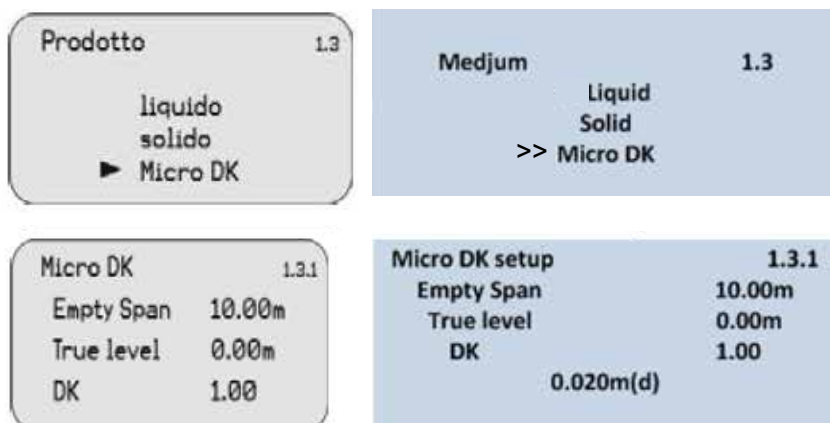 Prodotto 1.3
liquido
solido
► Micro DK
Medjum 1.3
Liquid
Solid
>> Micro DK
Micro DK 1.3.1
Empty Span 10.00m
True level 0.00m
DK 1.00
Micro DK setup 1.3.1
Empty Span 10.00m
True level 0.00m
DK 1.00
0.020m(d)